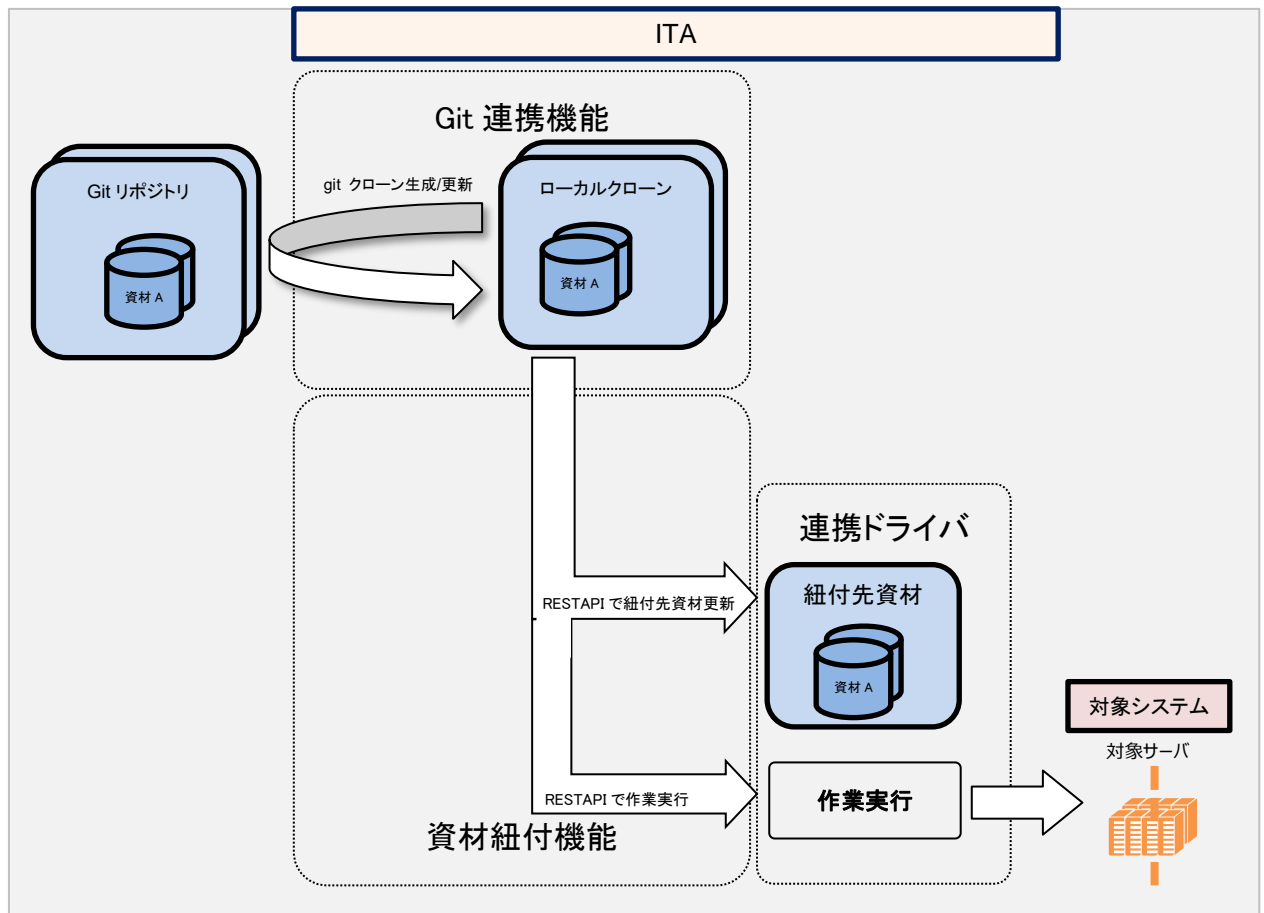 ITA
Git 連携機能
Git リポジトリ
git クローン生成/更新
ローカルクローン
資材 A
資材 A
連携ドライバ
紐付先資材
RESTAPI で紐付先資材更新
資材 A
対象システム
対象サーバ
RESTAPI で作業実行
作業実行
資材紐付機能